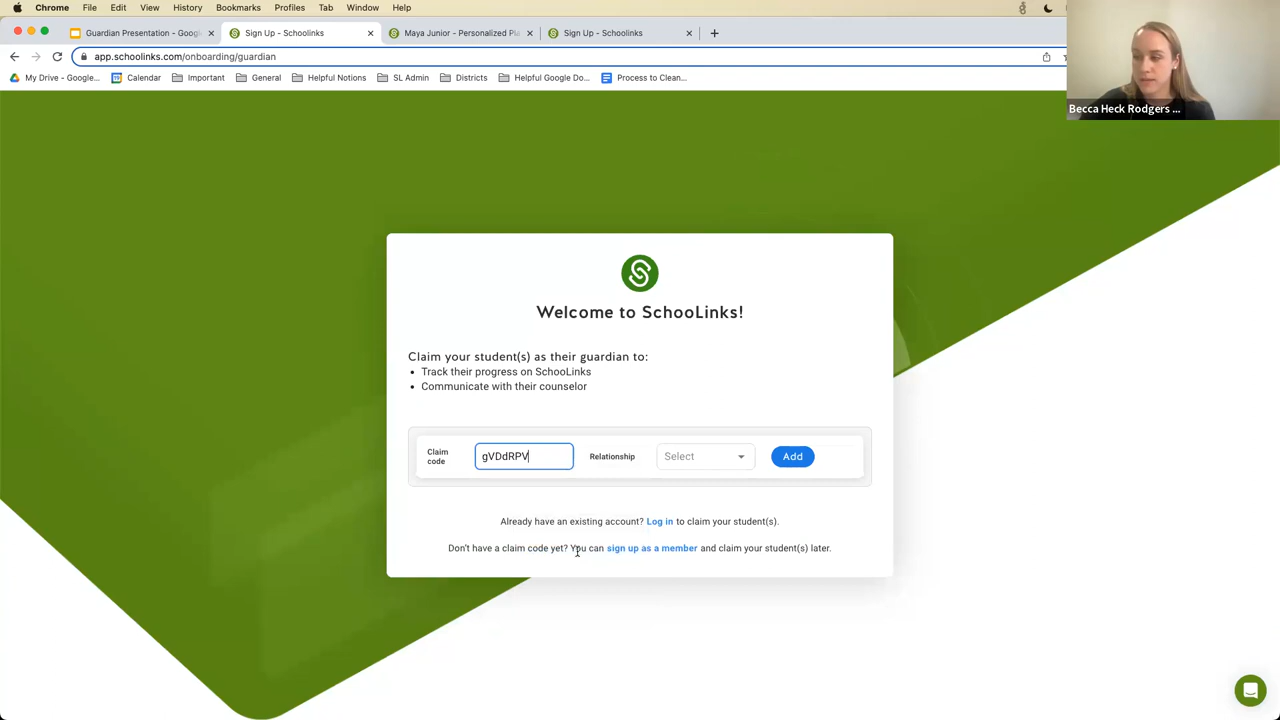 Chrome File Edit View History Bookmarks Profiles Tab Window Help
Guardian Presentation - Googl
Sign Up - Schoolinks
Maya Junior - Personalized Pla
Sign Up - Schoolinks
app.schoolinks.com/onboarding/guardian
My Drive - Google... Calendar Important General Helpful Notions SL Admin Districts Helpful Google Do... Process to Clean...
Becca Heck Rodgers ...
Welcome to SchooLinks!
Claim your student(s) as their guardian to:
• Track their progress on SchooLinks
• Communicate with their counselor
Claim code gVDdRPV Relationship Select Add
Already have an existing account? Log in to claim your student(s).
Don't have a claim code yet? You can sign up as a member and claim your student(s) later.